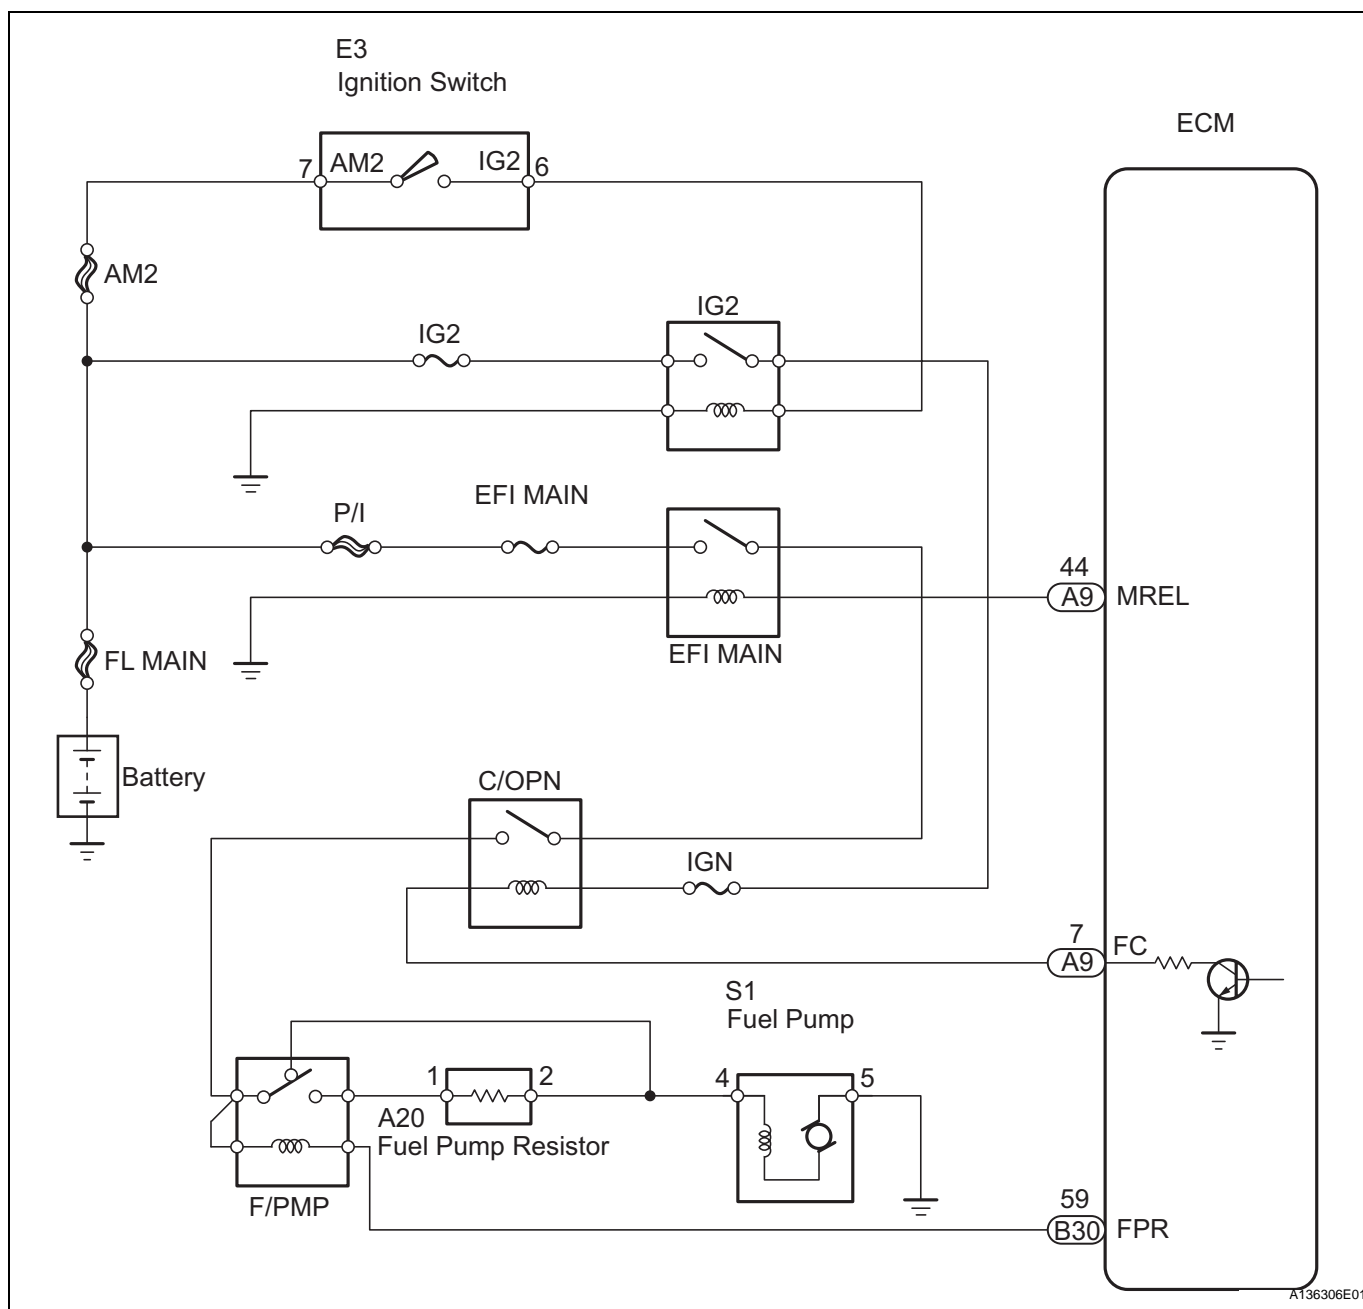 E3
Ignition Switch
ECM
7
AM2
IG2
6
AM2
IG2
IG2
P/I
EFI MAIN
44
A9
MREL
FL MAIN
EFI MAIN
Battery
C/OPN
IGN
7
A9
FC
S1
Fuel Pump
1
2
4
5
A20
Fuel Pump Resistor
F/PMP
59
B30
FPR
A136306E01